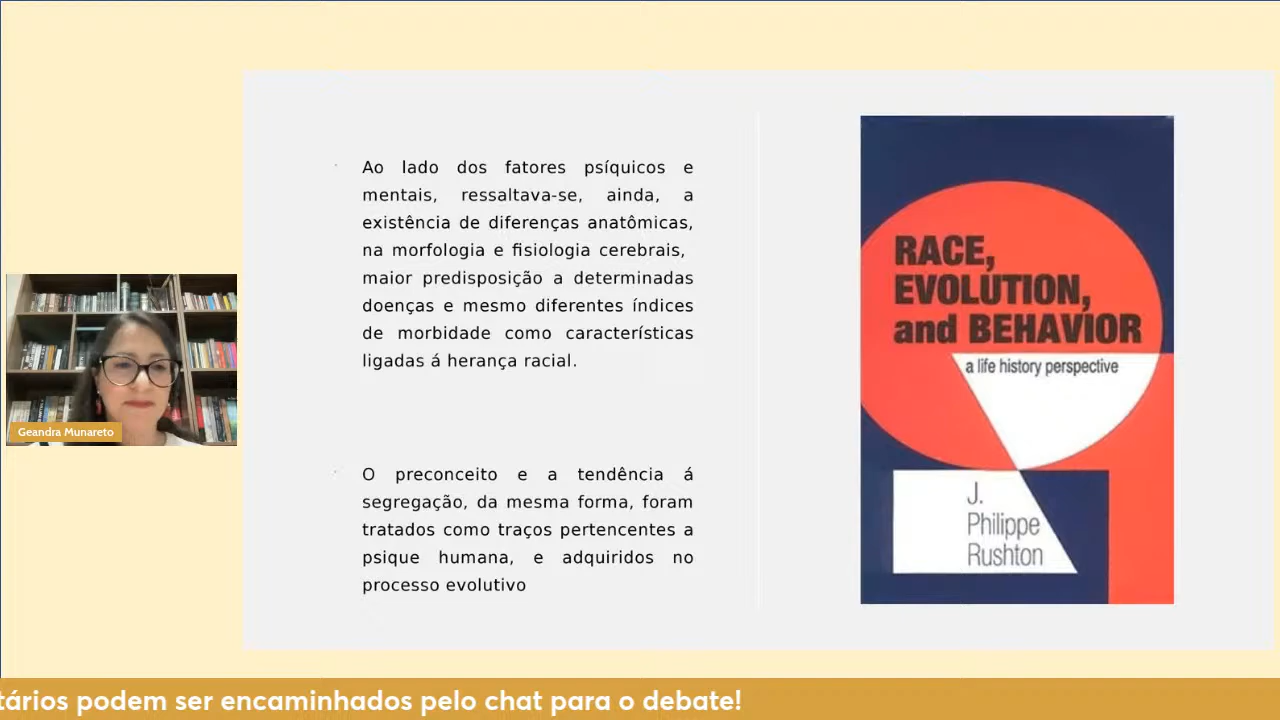 Ao lado dos fatores psíquicos e
mentais, ressaltava-se, ainda, a
existência de diferenças anatômicas,
na morfologia e fisiologia cerebrais,
maior predisposição a determinadas
doenças e mesmo diferentes índices
de morbidade como características
ligadas á herança racial.
O preconceito e a tendência á
segregação, da mesma forma, foram
tratados como traços pertencentes a
psique humana, e adquiridos no
processo evolutivo
RACE,
EVOLUTION,
and BEHAVIOR
a life history perspective
J.
Philippe
Rushton
Geandra Munareto
tários podem ser encaminhados pelo chat para o debate!